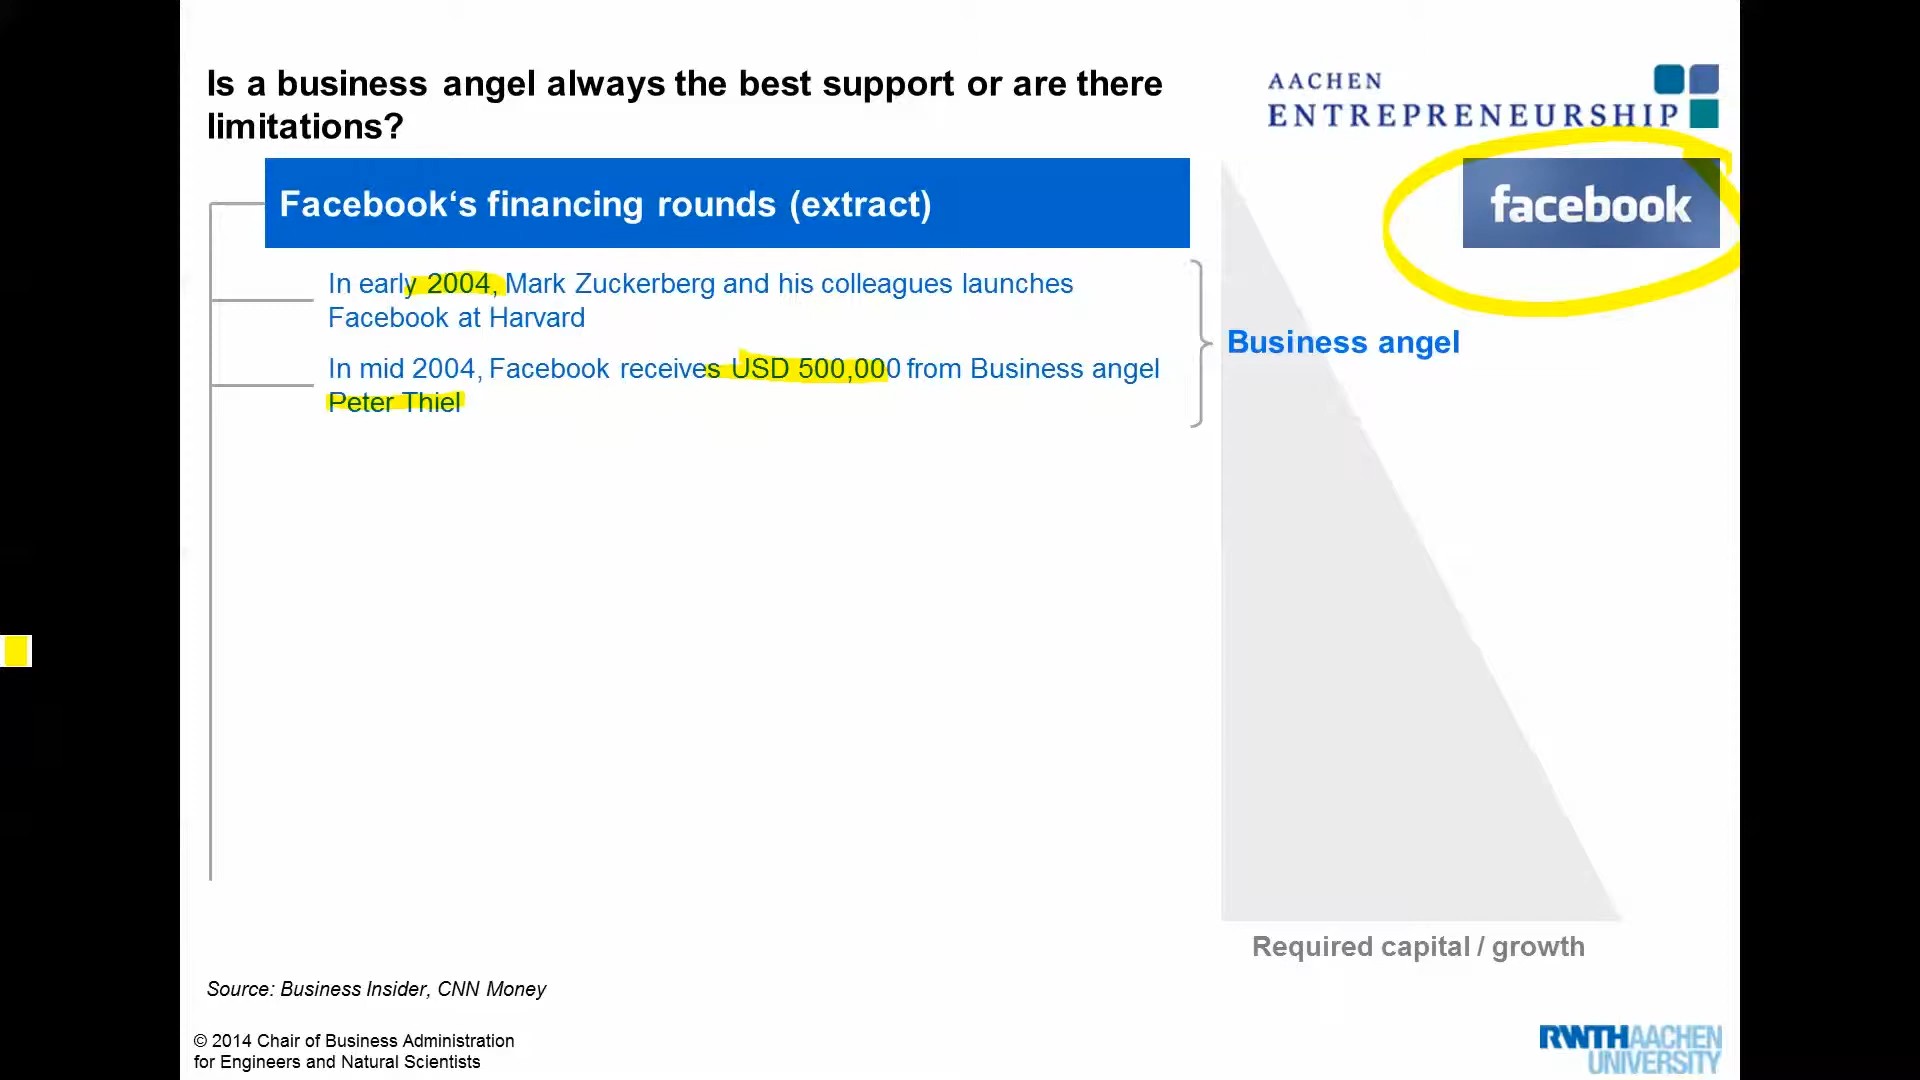 Is a business angel always the best support or are there
limitations?
AACHEN
ENTREPRENEURSHIP
Facebook‘s financing rounds (extract)
facebook
In early 2004, Mark Zuckerberg and his colleagues launches
Facebook at Harvard
In mid 2004, Facebook receives USD 500,000 from Business angel
Peter Thiel
Business angel
Required capital / growth
Source: Business Insider, CNN Money
© 2014 Chair of Business Administration
for Engineers and Natural Scientists
RWTHAACHEN
UNIVERSITY